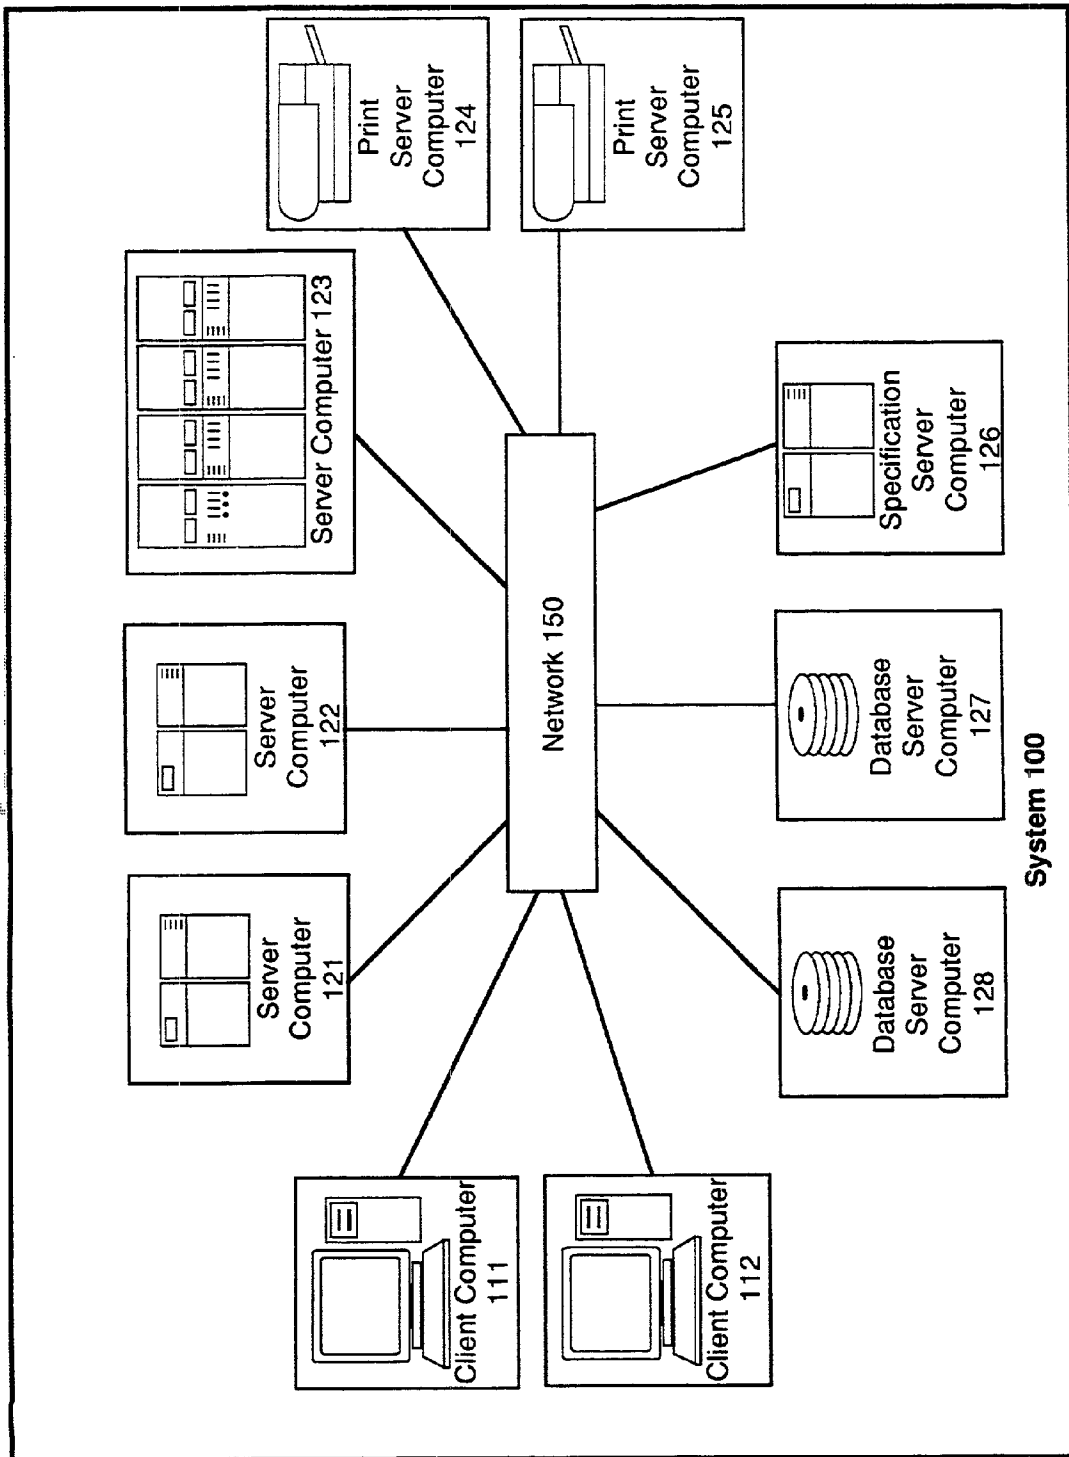 Server
Computer
121
Server
Computer
122
Server Computer 123
Client Computer
111
Print
Server
Computer
124
Network 150
Client Computer
112
Print
Server
Computer
125
Database
Server
Computer
128
Database
Server
Computer
127
Specification
Server
Computer
126
System 100